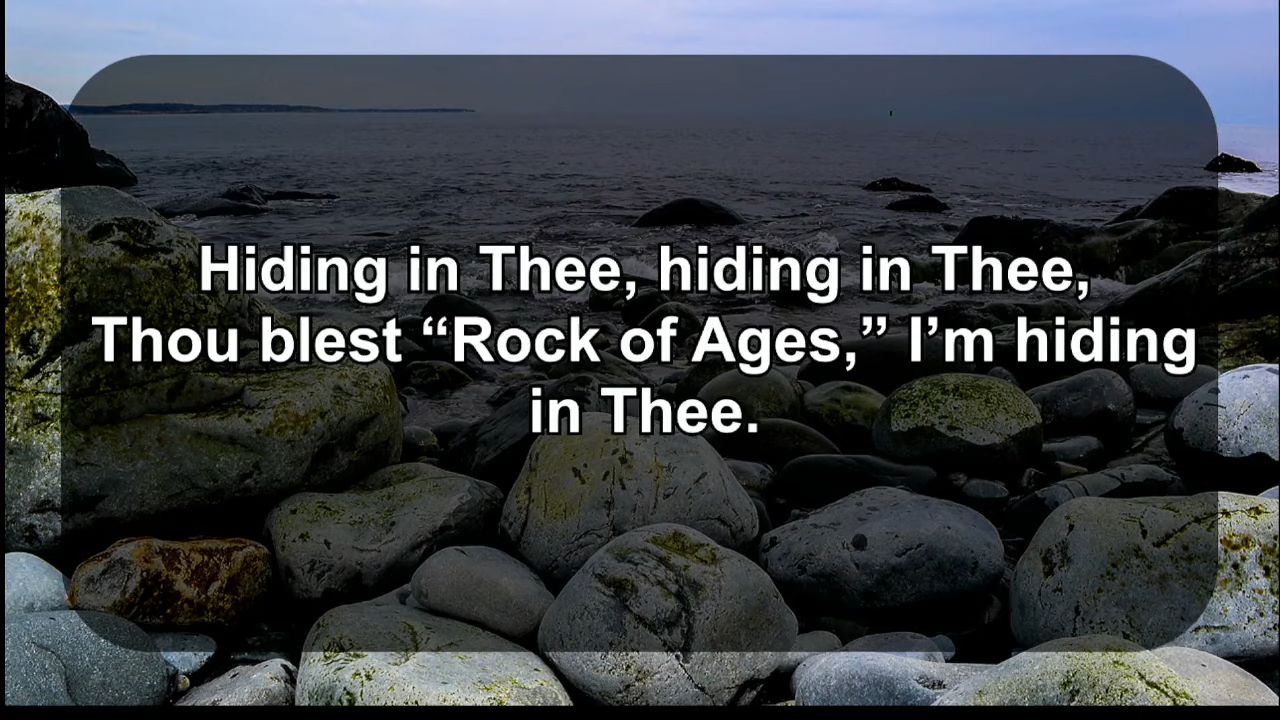 Hiding in Thee, hiding in Thee,
Thou blest “Rock of Ages,” I’m hiding
in Thee.